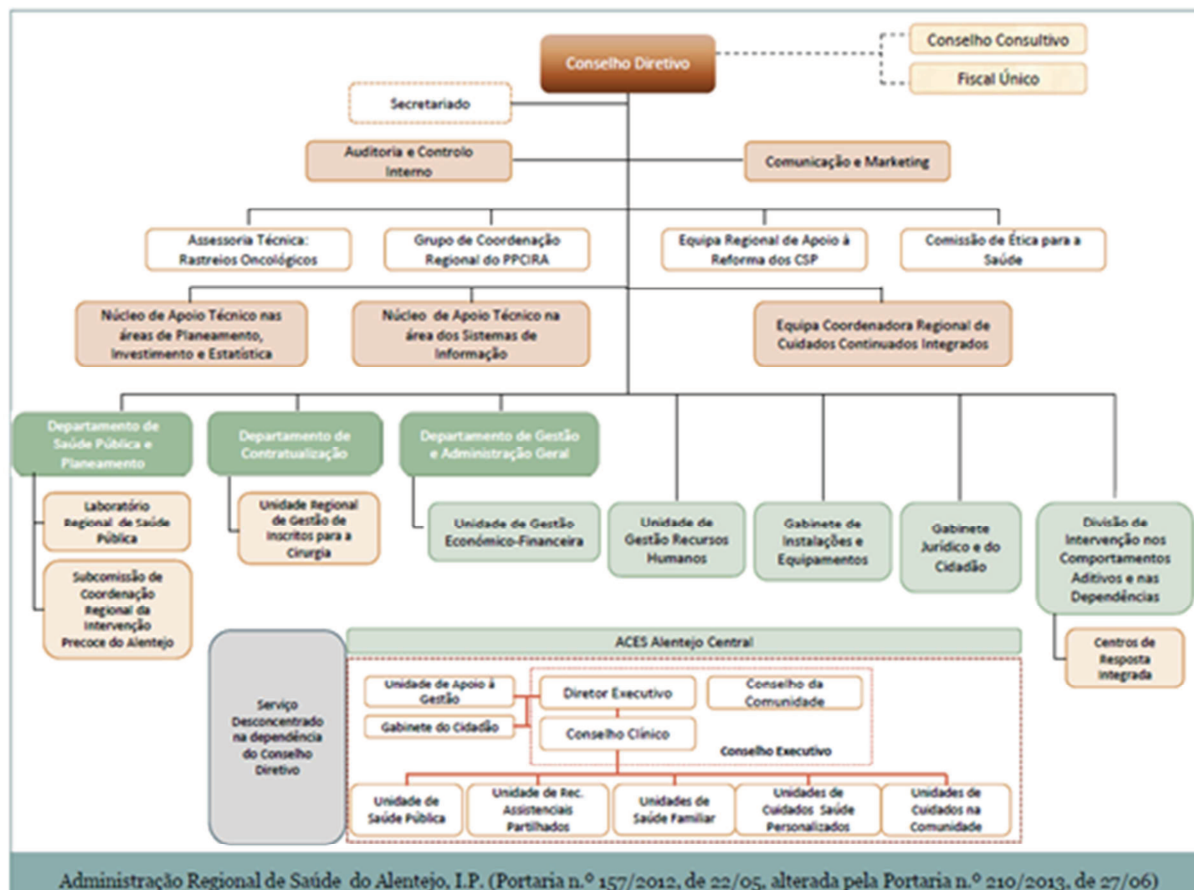 Conselho Diretivo
Conselho Consultivo
Fiscal Único
Secretariado
Auditoria e Controlo
Interno
Comunicação e Marketing
Assessoria Técnica:
Rastreios Oncológicos
Grupo de Coordenação
Regional do PPCIRA
Equipa Regional de Apoio à
Reforma dos CSP
Comissão de Ética para a
Saúde
Núcleo de Apoio Técnico nas
áreas de Planeamento,
Investimento e Estatística
Núcleo de Apoio Técnico na
área dos Sistemas de
Informação
Equipa Coordenadora Regional de
Cuidados Continuados Integrados
Departamento de
Saúde Pública e
Planeamento
Departamento de
Contratualização
Departamento de Gestão
e Administração Geral
Laboratório
Regional de Saúde
Pública
Unidade Regional
de Gestão de
Inscritos para a
Cirurgia
Unidade de Gestão
Económico-Financeira
Unidade de
Gestão Recursos
Humanos
Gabinete de
Instalações e
Equipamentos
Gabinete
Jurídico e do
Cidadão
Divisão de
Intervenção nos
Comportamentos
Aditivos e nas
Dependências
Subcomissão de
Coordenação
Regional da
Intervenção
Precoce do Alentejo
Centros de
Resposta
Integrada
Serviço
Desconcentrado
na dependência
do Conselho
Diretivo
ACES Alentejo Central
Unidade de Apoio à
Gestão
Gabinete do Cidadão
Diretor Executivo
Conselho da
Comunidade
Conselho Clínico
Conselho Executivo
Unidade de
Saúde Pública
Unidade de Rec.
Assistenciais
Partilhados
Unidades de
Saúde Familiar
Unidades de
Cuidados Saúde
Personalizados
Unidades de
Cuidados na
Comunidade
Administração Regional de Saúde do Alentejo, I.P. (Portaria n.º 157/2012, de 22/05, alterada pela Portaria n.º 210/2013, de 27/06)